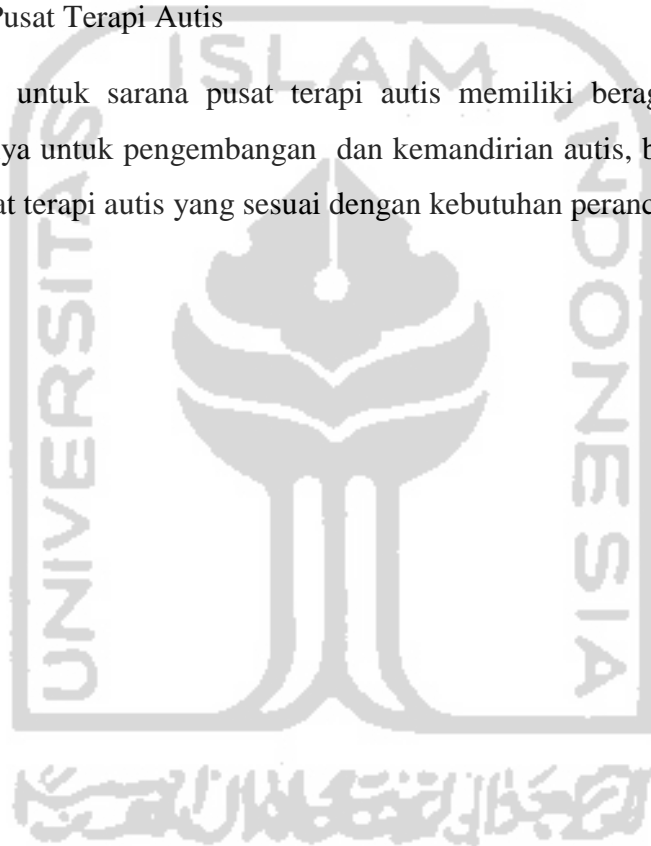 Pusat Terapi Autis
untuk sarana pusat terapi autis memiliki berag
ya untuk pengembangan dan kemandirian autis, b
at terapi autis yang sesuai dengan kebutuhan peranc
UNIVERSITAS
ISLAM
INDONESIA